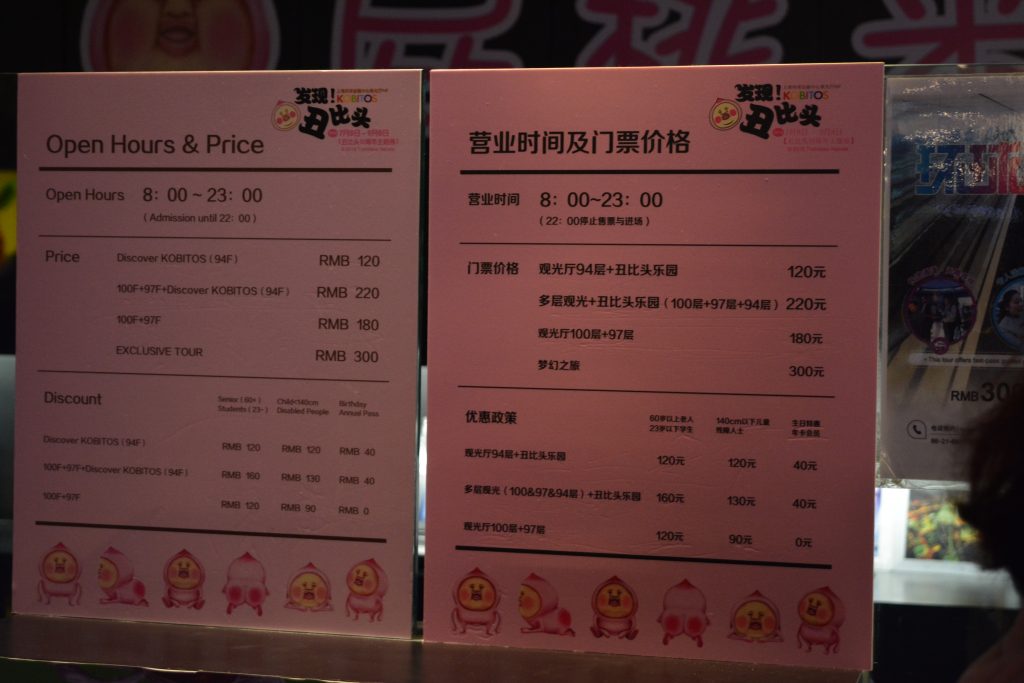 发现!
KOBITOS
丑比头
Open Hours & Price
Open Hours 8: 00 ~ 23: 00
( Admission until 22: 00 )
Price Discover KOBITOS ( 94F ) RMB 120
100F+97F+Discover KOBITOS ( 94F ) RMB 220
100F+97F RMB 180
EXCLUSIVE TOUR RMB 300
Discount Senior ( 60+ ) Child<140cm Birthday
Students ( 23- ) Disabled People Annual Pass
Discover KOBITOS ( 94F ) RMB 120 RMB 120 RMB 40
100F+97F+Discover KOBITOS ( 94F ) RMB 160 RMB 130 RMB 40
100F+97F RMB 120 RMB 90 RMB 0
发现!
KOBITOS
丑比头
营业时间及门票价格
营业时间 8: 00~23: 00
( 22: 00停止售票与进场 )
门票价格 观光厅94层+丑比头乐园 120元
多层观光+丑比头乐园 ( 100层+97层+94层 ) 220元
观光厅100层+97层 180元
梦幻之旅 300元
优惠政策 60岁以上老人 140cm以下儿童 生日特惠
23岁以下学生 残障人士 年卡会员
观光厅94层+丑比头乐园 120元 120元 40元
多层观光 ( 100&97&94层 ) +丑比头乐园 160元 130元 40元
观光厅100层+97层 120元 90元 0元
RMB 300